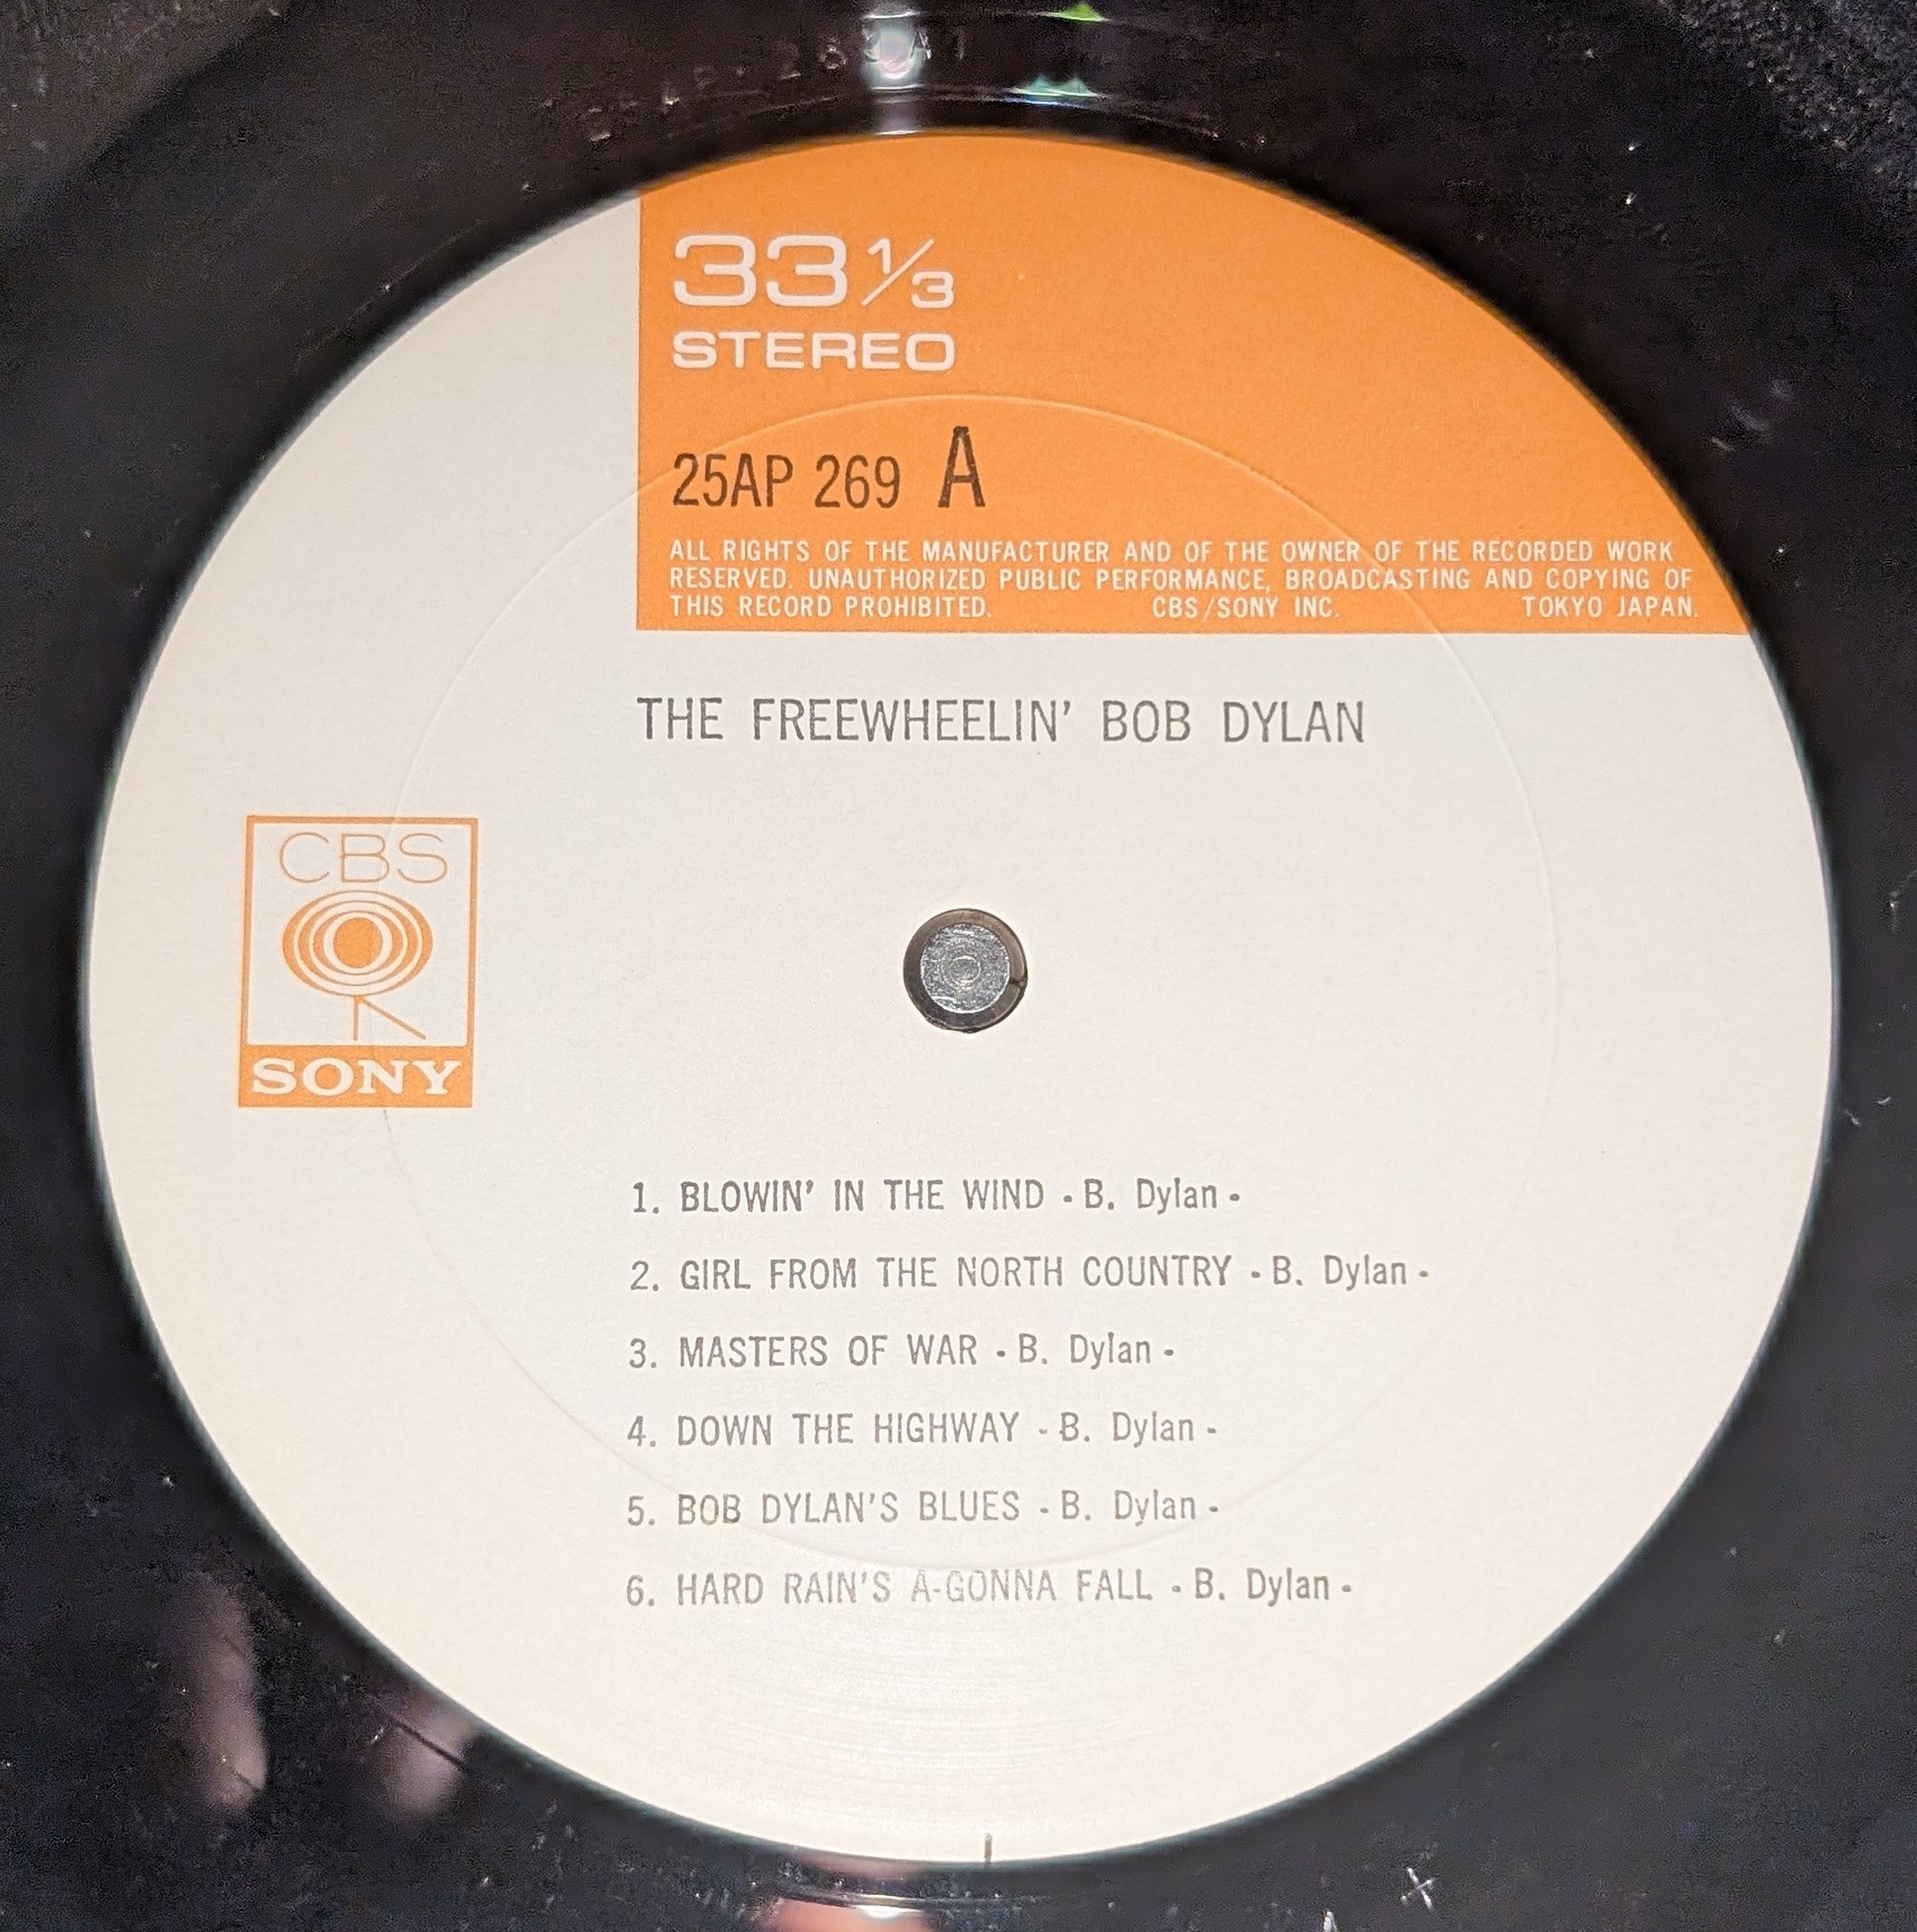 33 1/3
STEREO
25AP 269 A
ALL RIGHTS OF THE MANUFACTURER AND OF THE OWNER OF THE RECORDED WORK
RESERVED. UNAUTHORIZED PUBLIC PERFORMANCE, BROADCASTING AND COPYING OF
THIS RECORD PROHIBITED. CBS/SONY INC. TOKYO JAPAN.
THE FREEWHEELIN' BOB DYLAN
CBS
SONY
1. BLOWIN' IN THE WIND - B. Dylan -
2. GIRL FROM THE NORTH COUNTRY - B. Dylan -
3. MASTERS OF WAR - B. Dylan -
4. DOWN THE HIGHWAY - B. Dylan -
5. BOB DYLAN'S BLUES - B. Dylan -
6. HARD RAIN'S A-GONNA FALL - B. Dylan -